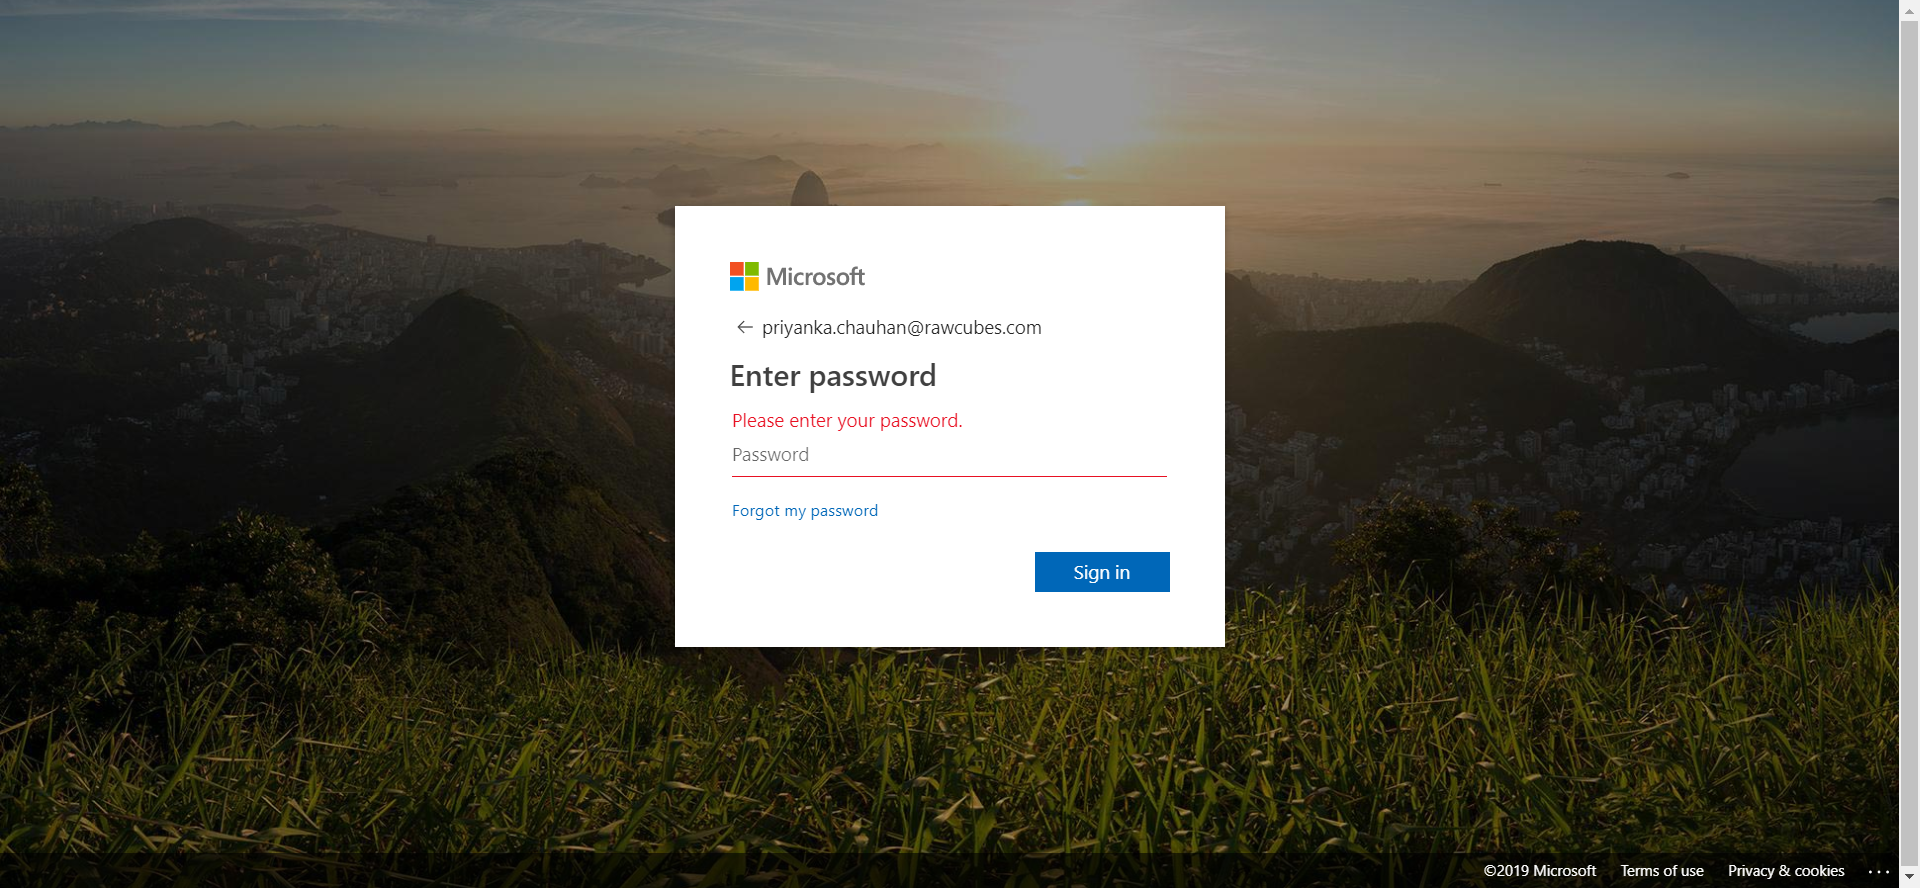 Microsoft
priyanka.chauhan@rawcubes.com
Enter password
Please enter your password.
Password
Forgot my password
Sign in
©2019 Microsoft Terms of use Privacy & cookies ...